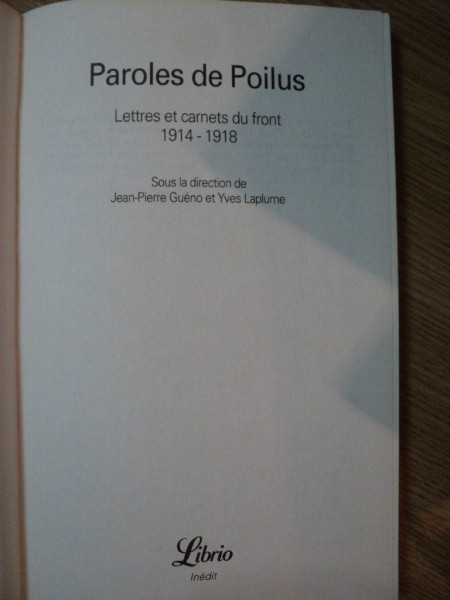 Paroles de Poilus
Lettres et carnets du front
1914 - 1918
Sous la direction de
Jean-Pierre Guéno et Yves Laplume
Librio
Inédit